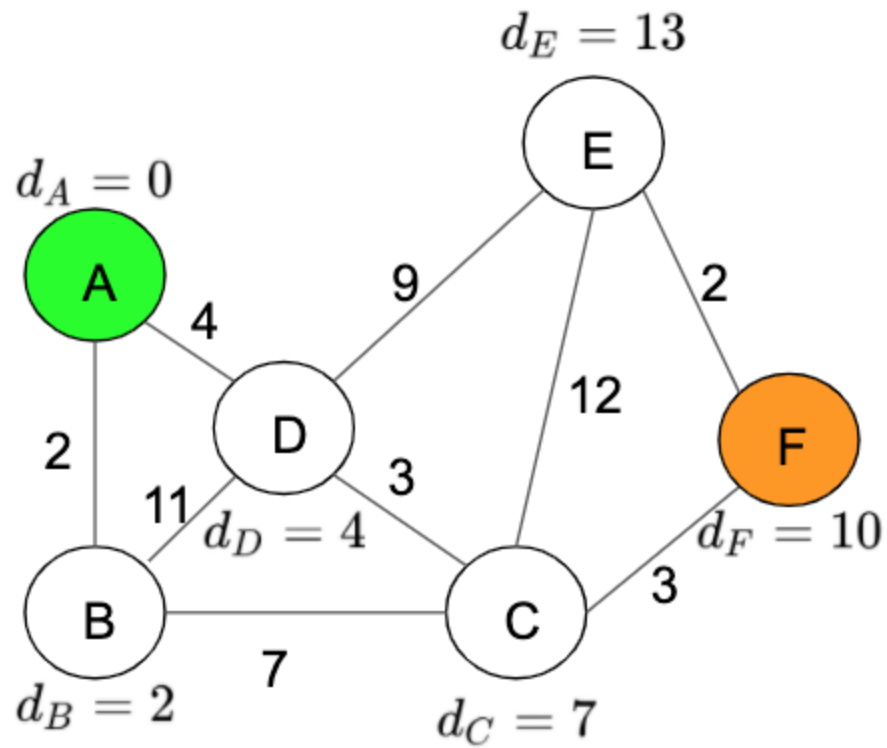 d_E = 13
E
d_A = 0
A
9
2
4
12
D
F
2
3
11
d_D = 4
d_F = 10
3
B
C
7
d_B = 2
d_C = 7